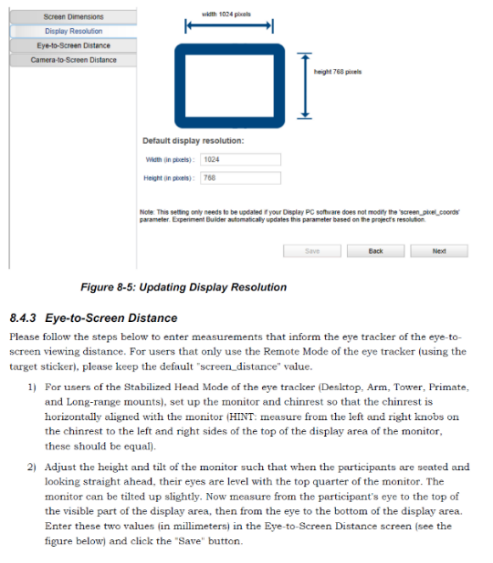 Screen Dimensions
Display Resolution
Eye-to-Screen Distance
Camera-to-Screen Distance
width 1024 pixels
height 768 pixels
Default display resolution:
Width (in pixels) : 1024
Height (in pixels) : 768
Note: This setting only needs to be updated if your Display PC software does not modify the 'screen_pixel_coords'
parameter. Experiment Builder automatically updates this parameter based on the project's resolution.
Save Back Next
Figure 8-5: Updating Display Resolution
8.4.3 Eye-to-Screen Distance
Please follow the steps below to enter measurements that inform the eye tracker of the eye-to-
screen viewing distance. For users that only use the Remote Mode of the eye tracker (using the
target sticker), please keep the default "screen_distance" value.
1) For users of the Stabilized Head Mode of the eye tracker (Desktop, Arm, Tower, Primate,
and Long-range mounts), set up the monitor and chinrest so that the chinrest is
horizontally aligned with the monitor (HINT: measure from the left and right knobs on
the chinrest to the left and right sides of the top of the display area of the monitor,
these should be equal).
2) Adjust the height and tilt of the monitor such that when the participants are seated and
looking straight ahead, their eyes are level with the top quarter of the monitor. The
monitor can be tilted up slightly. Now measure from the participant's eye to the top of
the visible part of the display area, then from the eye to the bottom of the display area.
Enter these two values (in millimeters) in the Eye-to-Screen Distance screen (see the
figure below) and click the "Save" button.